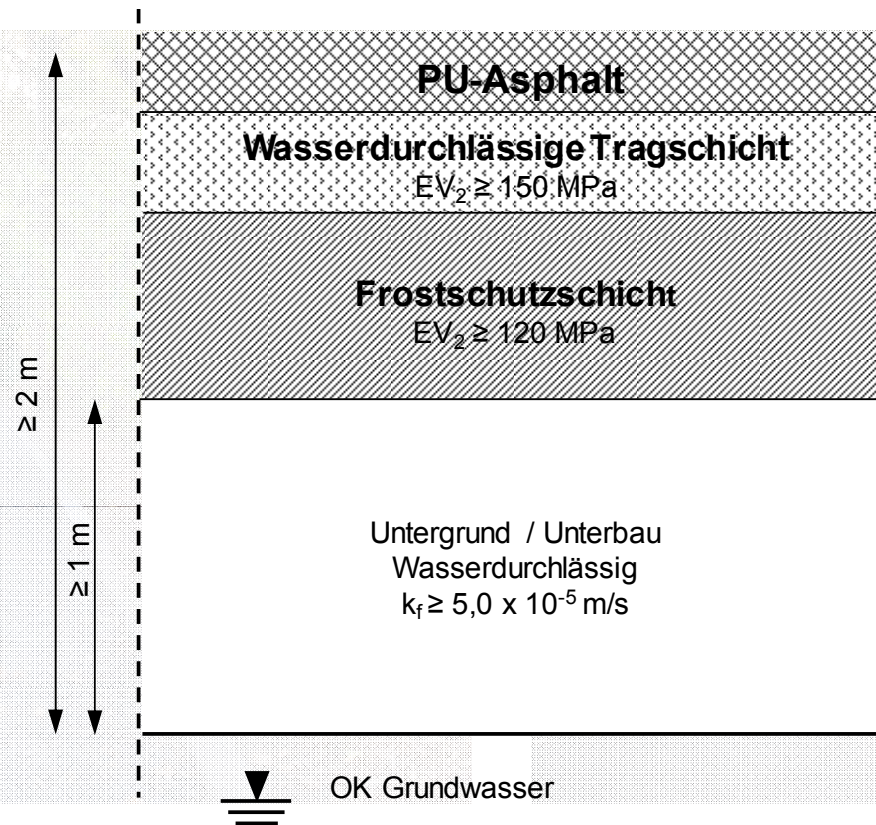 PU-Asphalt
Wasserdurchlässige Tragschicht
EV₂ ≥ 150 MPa
Frostschutzschicht
EV₂ ≥ 120 MPa
≥ 2 m
≥ 1 m
Untergrund / Unterbau
Wasserdurchlässig
k_f ≥ 5,0 x 10⁻⁵ m/s
OK Grundwasser